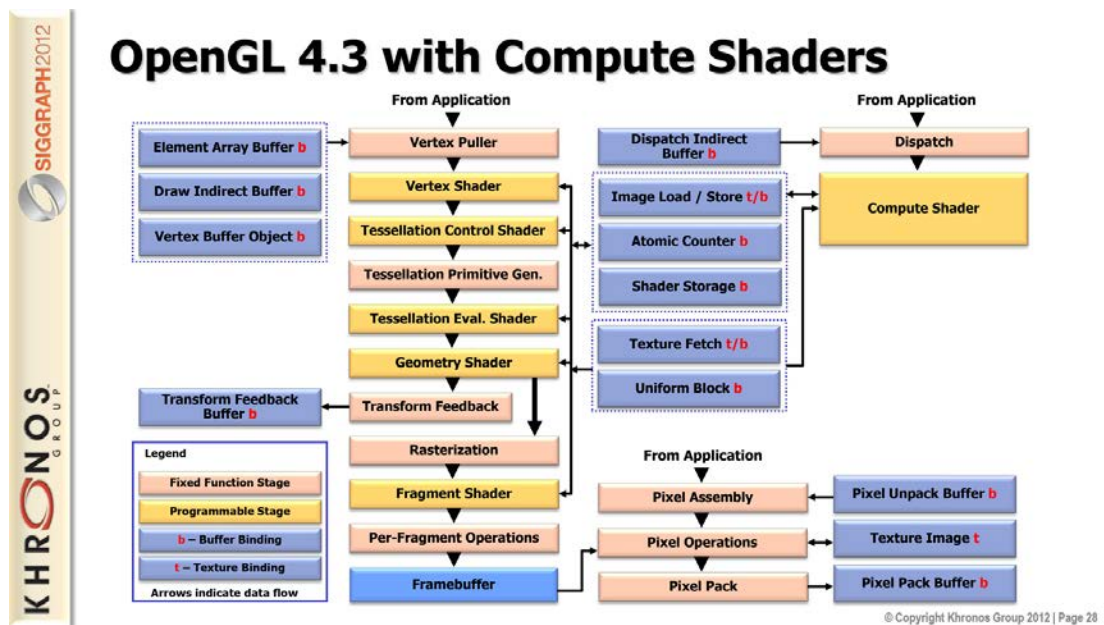 SIGGRAPH2012
KHRONOS
GROUP
OpenGL 4.3 with Compute Shaders
From Application
Element Array Buffer b
Draw Indirect Buffer b
Vertex Buffer Object b
Vertex Puller
Vertex Shader
Tessellation Control Shader
Tessellation Primitive Gen.
Tessellation Eval. Shader
Geometry Shader
Transform Feedback
Transform Feedback
Buffer b
Rasterization
Fragment Shader
Per-Fragment Operations
Framebuffer
Legend
Fixed Function Stage
Programmable Stage
b – Buffer Binding
t – Texture Binding
Arrows indicate data flow
From Application
Dispatch Indirect
Buffer b
Dispatch
Image Load / Store t/b
Atomic Counter b
Shader Storage b
Compute Shader
Texture Fetch t/b
Uniform Block b
From Application
Pixel Assembly
Pixel Unpack Buffer b
Pixel Operations
Texture Image t
Pixel Pack
Pixel Pack Buffer b
© Copyright Khronos Group 2012 | Page 28